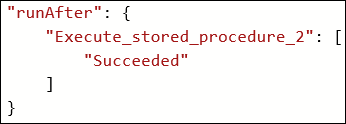 "runAfter": {
    "Execute_stored_procedure_2": [
        "Succeeded"
    ]
}